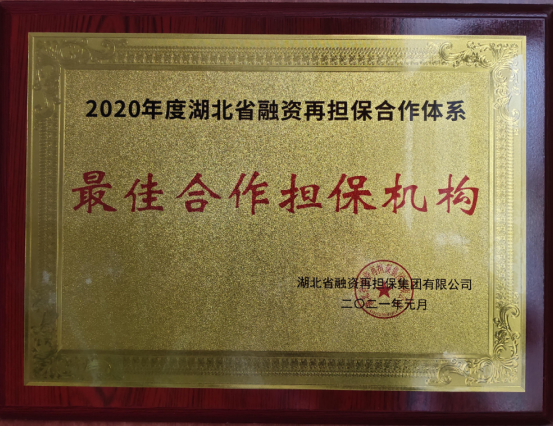 2020年度湖北省融资再担保合作体系
最佳合作担保机构
湖北省融资再担保集团有限公司
二〇二一年元月